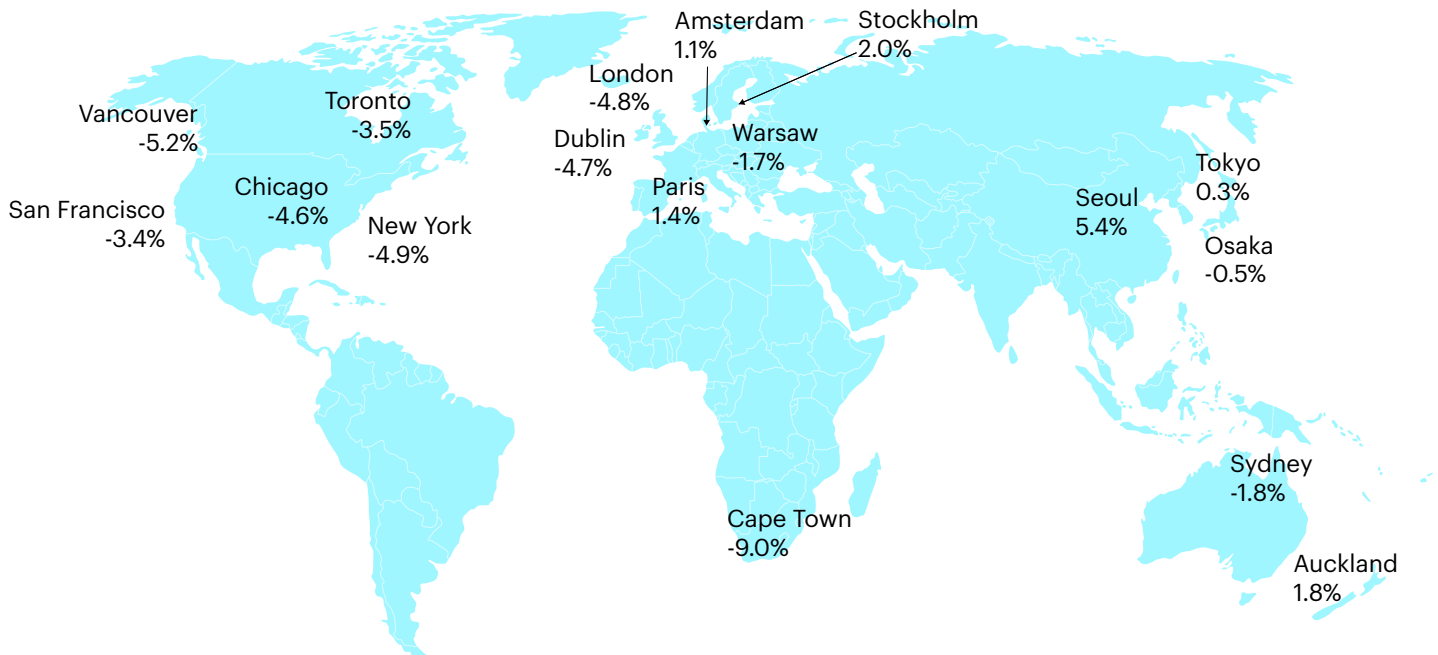 Amsterdam
1.1%
Stockholm
2.0%
London
-4.8%
Vancouver
-5.2%
Toronto
-3.5%
Dublin
-4.7%
Warsaw
-1.7%
Tokyo
0.3%
Chicago
-4.6%
Paris
1.4%
Seoul
5.4%
San Francisco
-3.4%
New York
-4.9%
Osaka
-0.5%
Sydney
-1.8%
Cape Town
-9.0%
Auckland
1.8%